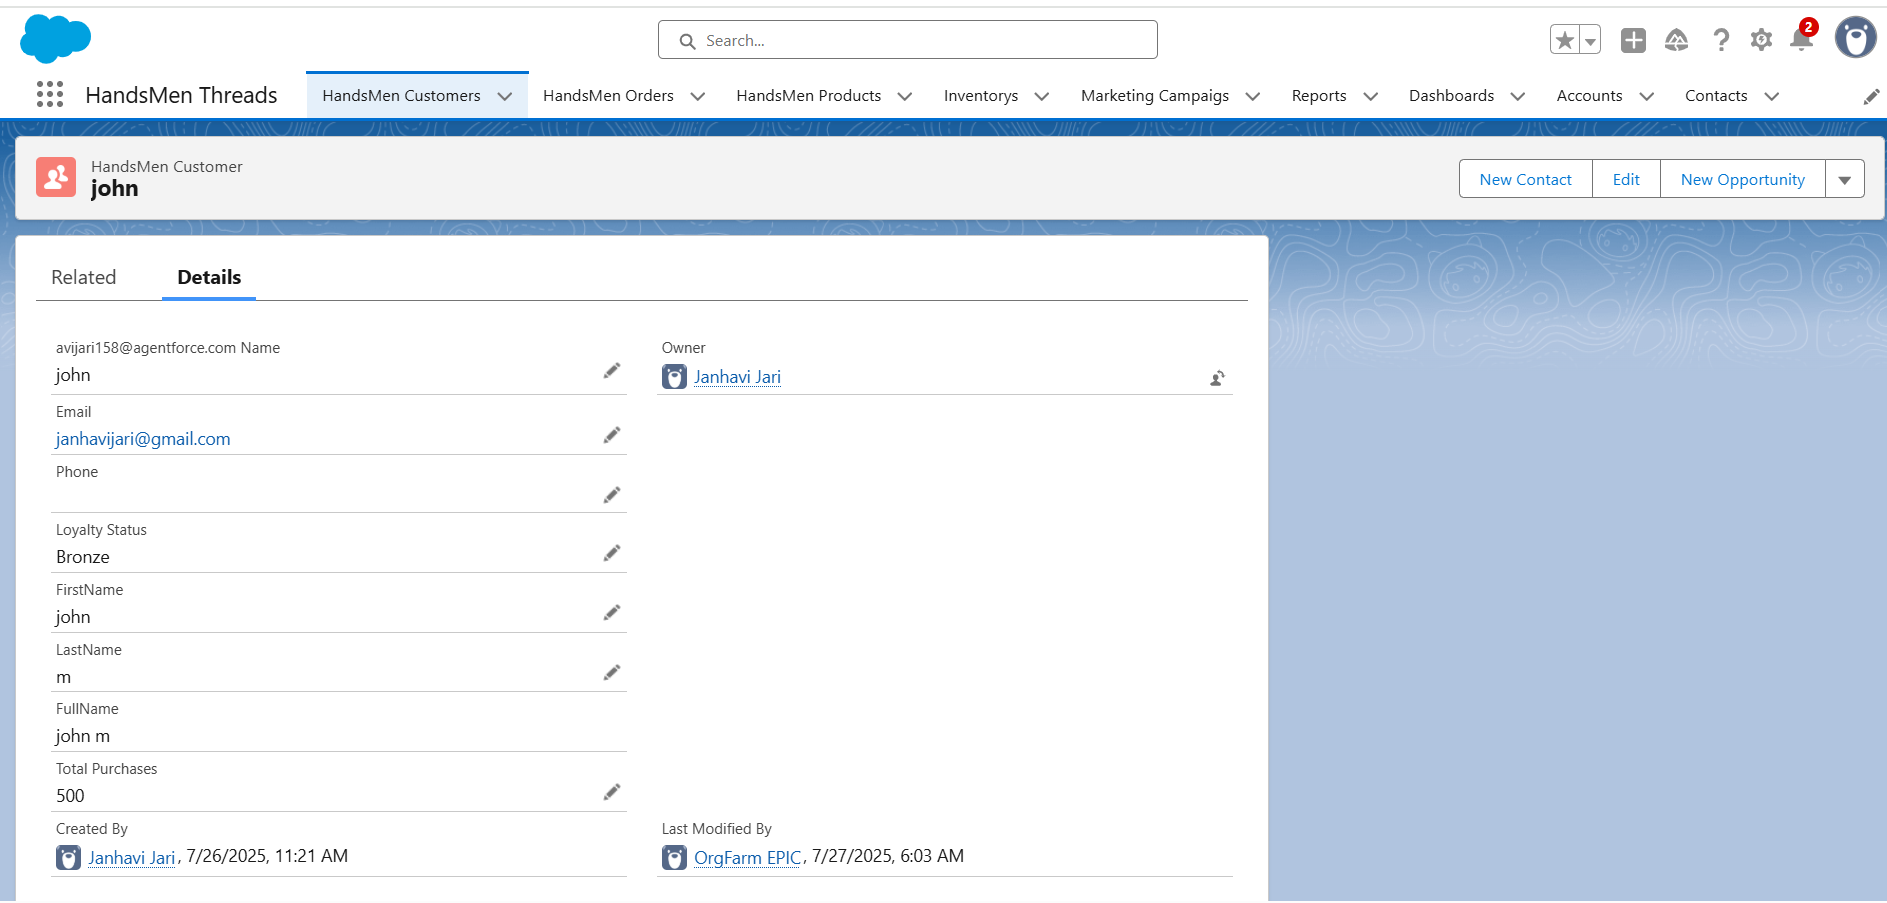 Search...
2
HandsMen Threads
HandsMen Customers
HandsMen Orders
HandsMen Products
Inventorys
Marketing Campaigs
Reports
Dashboards
Accounts
Contacts
HandsMen Customer
john
New Contact
Edit
New Opportunity
Related
Details
avijari158@agentforce.com Name
john
Owner
Janhavi Jari
Email
janhavijari@gmail.com
Phone
Loyalty Status
Bronze
FirstName
john
LastName
m
FullName
john m
Total Purchases
500
Created By
Janhavi Jari, 7/26/2025, 11:21 AM
Last Modified By
OrgFarm EPIC, 7/27/2025, 6:03 AM